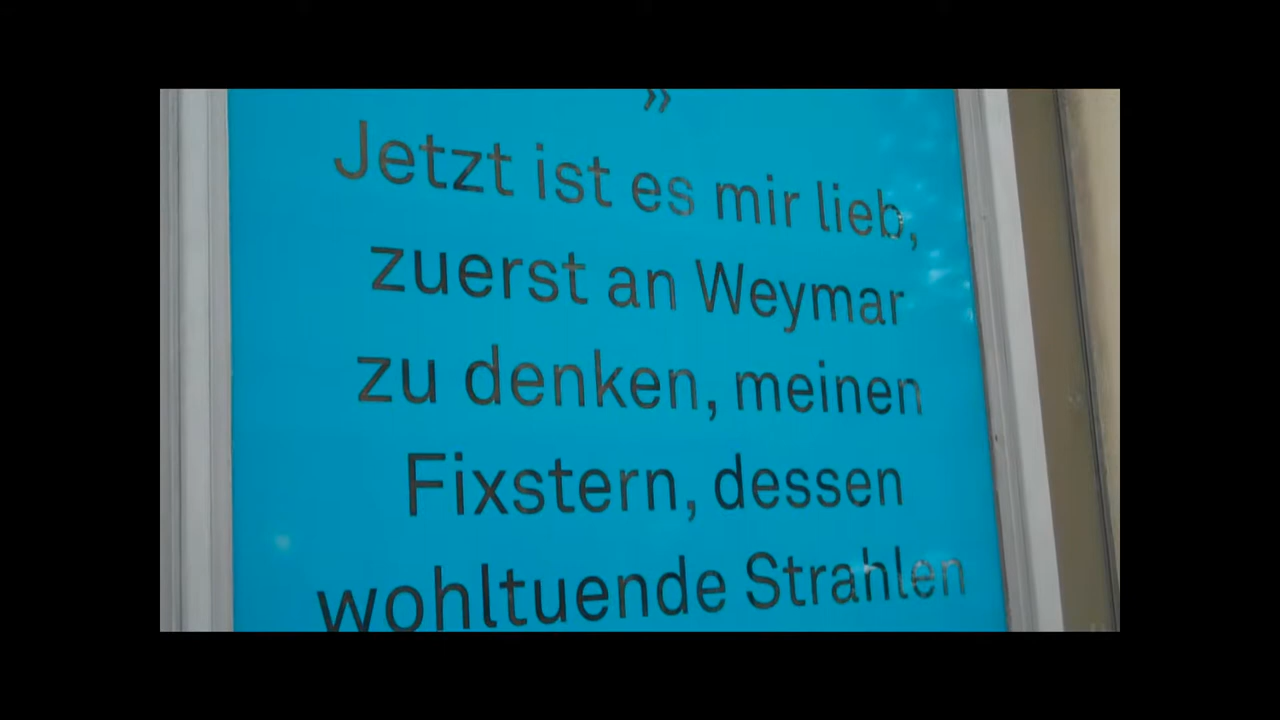 »
Jetzt ist es mir lieb,
zuerst an Weymar
zu denken, meinen
Fixstern, dessen
wohltuende Strahlen